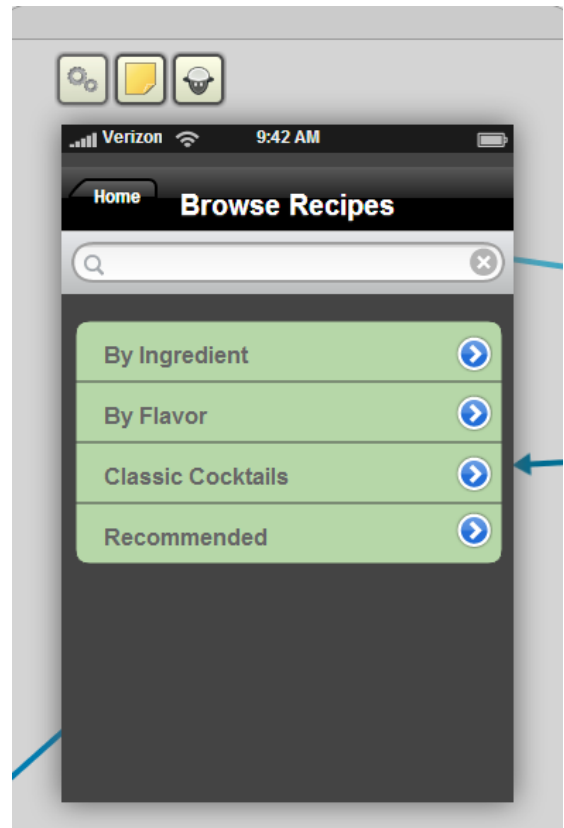 Verizon 9:42 AM
Home
Browse Recipes
By Ingredient
By Flavor
Classic Cocktails
Recommended